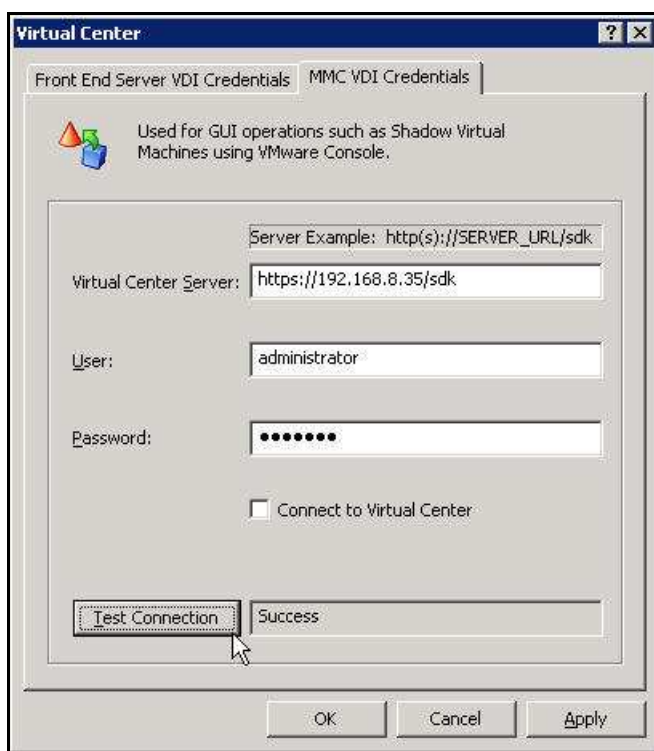 Virtual Center
Front End Server VDI Credentials
MMC VDI Credentials
Used for GUI operations such as Shadow Virtual
Machines using VMware Console.
Server Example: http(s)://SERVER_URL/sdk
Virtual Center Server:
https://192.168.8.35/sdk
User:
administrator
Password:
●●●●●●●
Connect to Virtual Center
Test Connection
Success
OK
Cancel
Apply